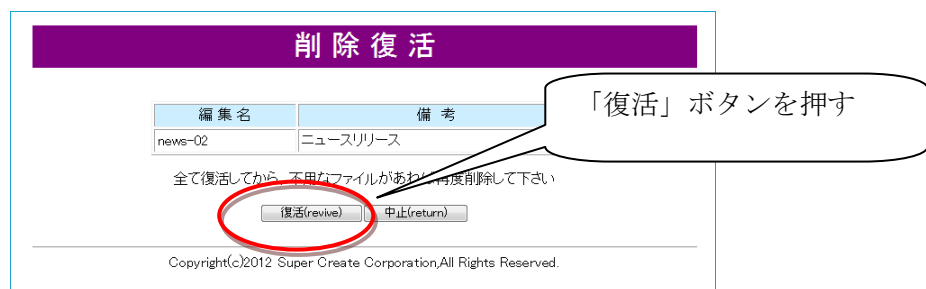 削除復活
「復活」ボタンを押す
編集名 備考
news-02 ニュースリリース
全て復活してから、不用なファイルがあれば再度削除して下さい
復活(revive) 中止(return)
Copyright(c)2012 Super Create Corporation,All Rights Reserved.